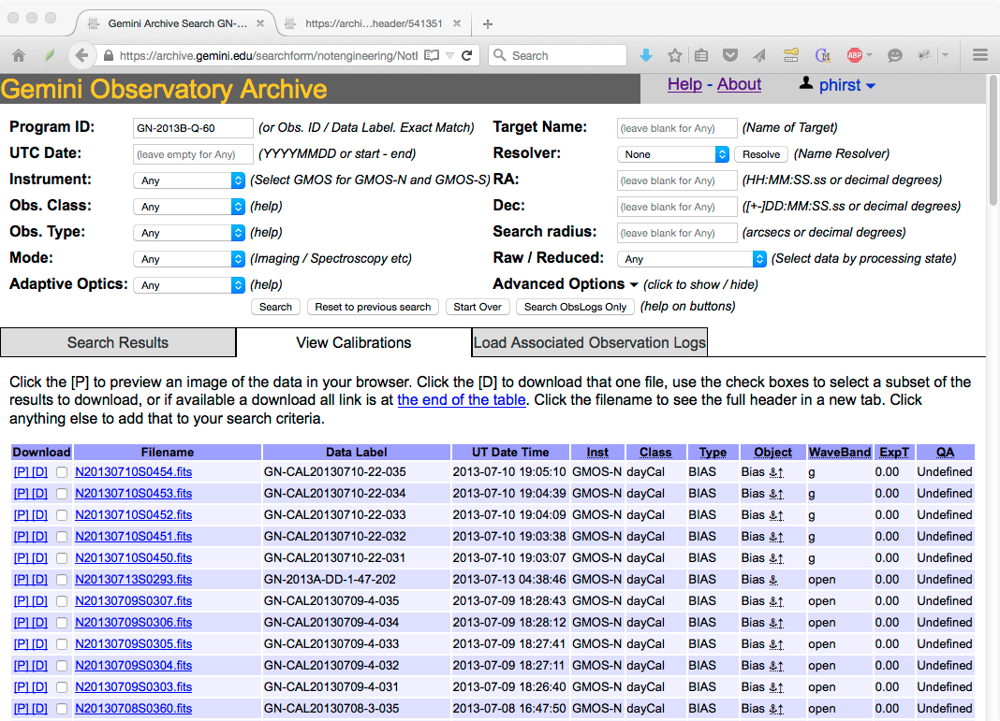 Gemini Archive Search GN-... × https://archi...header/541351 × +
https://archive.gemini.edu/searchform/notengineering/NotI Search ABP
Gemini Observatory Archive Help - About phirst
Program ID: GN-2013B-Q-60 (or Obs. ID / Data Label. Exact Match) Target Name: (leave blank for Any) (Name of Target)
UTC Date: (leave empty for Any) (YYYYMMDD or start - end) Resolver: None Resolve (Name Resolver)
Instrument: Any (Select GMOS for GMOS-N and GMOS-S) RA: (leave blank for Any) (HH:MM:SS.ss or decimal degrees)
Obs. Class: Any (help) Dec: (leave blank for Any) ([+-]DD:MM:SS.ss or decimal degrees)
Obs. Type: Any (help) Search radius: (leave blank for Any) (arcsecs or decimal degrees)
Mode: Any (Imaging / Spectroscopy etc) Raw / Reduced: Any (Select data by processing state)
Adaptive Optics: Any (help) Advanced Options (click to show / hide)
Search Reset to previous search Start Over Search ObsLogs Only (help on buttons)
Search Results View Calibrations Load Associated Observation Logs
Click the [P] to preview an image of the data in your browser. Click the [D] to download that one file, use the check boxes to select a subset of the
results to download, or if available a download all link is at the end of the table. Click the filename to see the full header in a new tab. Click
anything else to add that to your search criteria.
Download Filename Data Label UT Date Time Inst Class Type Object WaveBand ExpT QA
[P] [D] N20130710S0454.fits GN-CAL20130710-22-035 2013-07-10 19:05:10 GMOS-N dayCal BIAS Bias g 0.00 Undefined
[P] [D] N20130710S0453.fits GN-CAL20130710-22-034 2013-07-10 19:04:39 GMOS-N dayCal BIAS Bias g 0.00 Undefined
[P] [D] N20130710S0452.fits GN-CAL20130710-22-033 2013-07-10 19:04:09 GMOS-N dayCal BIAS Bias g 0.00 Undefined
[P] [D] N20130710S0451.fits GN-CAL20130710-22-032 2013-07-10 19:03:38 GMOS-N dayCal BIAS Bias g 0.00 Undefined
[P] [D] N20130710S0450.fits GN-CAL20130710-22-031 2013-07-10 19:03:07 GMOS-N dayCal BIAS Bias g 0.00 Undefined
[P] [D] N20130713S0293.fits GN-2013A-DD-1-47-202 2013-07-13 04:38:46 GMOS-N dayCal BIAS Bias open 0.00 Undefined
[P] [D] N20130709S0307.fits GN-CAL20130709-4-035 2013-07-09 18:28:43 GMOS-N dayCal BIAS Bias open 0.00 Undefined
[P] [D] N20130709S0306.fits GN-CAL20130709-4-034 2013-07-09 18:28:12 GMOS-N dayCal BIAS Bias open 0.00 Undefined
[P] [D] N20130709S0305.fits GN-CAL20130709-4-033 2013-07-09 18:27:41 GMOS-N dayCal BIAS Bias open 0.00 Undefined
[P] [D] N20130709S0304.fits GN-CAL20130709-4-032 2013-07-09 18:27:11 GMOS-N dayCal BIAS Bias open 0.00 Undefined
[P] [D] N20130709S0303.fits GN-CAL20130709-4-031 2013-07-09 18:26:40 GMOS-N dayCal BIAS Bias open 0.00 Undefined
[P] [D] N20130708S0360.fits GN-CAL20130708-3-035 2013-07-08 16:47:50 GMOS-N dayCal BIAS Bias open 0.00 Undefined